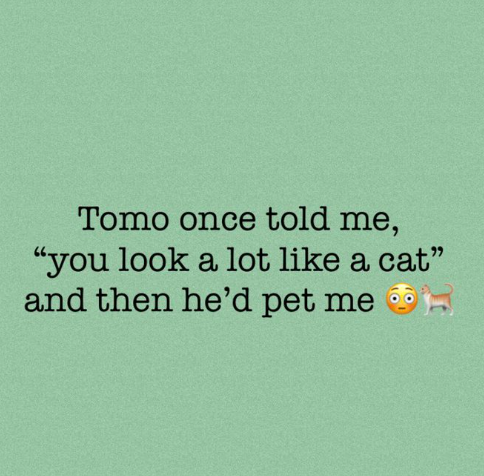 Tomo once told me,
“you look a lot like a cat”
and then he’d pet me 😳🐈